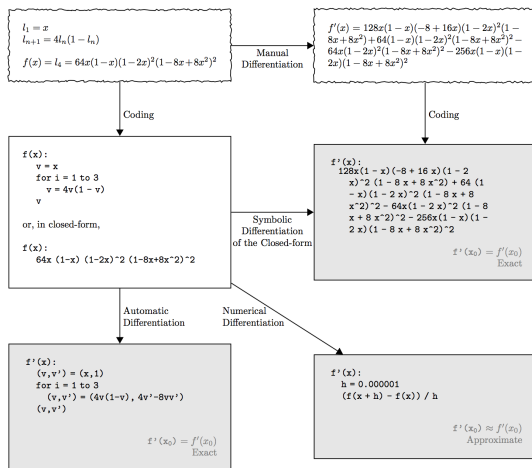 l₁ = x
lₙ₊₁ = 4lₙ(1 − lₙ)
f(x) = l₄ = 64x(1−x)(1−2x)²(1−8x+8x²)²
Manual
Differentiation
f′(x) = 128x(1 − x)(−8 + 16x)(1 − 2x)²(1 −
8x+8x²)+64(1−x)(1−2x)²(1−8x+8x²)²−
64x(1−2x)²(1−8x+8x²)²−256x(1−x)(1−
2x)(1 − 8x + 8x²)²
Coding
Coding
f(x):
v = x
for i = 1 to 3
v = 4v(1 - v)
v
or, in closed-form,
f(x):
64x (1-x) (1-2x)^2 (1-8x+8x^2)^2
Symbolic
Differentiation
of the Closed-form
f'(x):
128x(1 - x)(-8 + 16 x)(1 - 2
x)^2 (1 - 8 x + 8 x^2) + 64 (1
- x)(1 - 2 x)^2 (1 - 8 x + 8
x^2)^2 - 64x(1 - 2 x)^2 (1 - 8
x + 8 x^2)^2 - 256x(1 - x)(1 -
2 x)(1 - 8 x + 8 x^2)^2
f'(x₀) = f′(x₀)
Exact
Automatic
Differentiation
Numerical
Differentiation
f'(x):
(v,v') = (x,1)
for i = 1 to 3
(v,v') = (4v(1-v), 4v'-8vv')
(v,v')
f'(x₀) = f′(x₀)
Exact
f'(x):
h = 0.000001
(f(x + h) - f(x)) / h
f'(x₀) ≈ f′(x₀)
Approximate